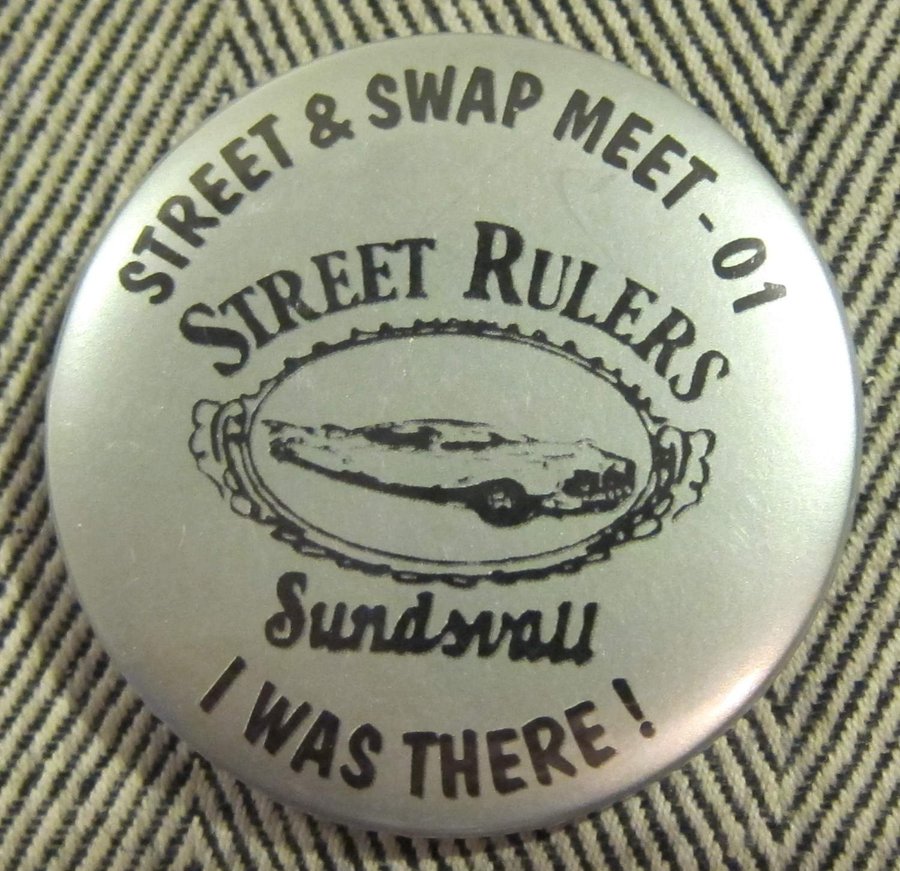 STREET & SWAP MEET - 01
STREET RULERS
Sundsvall
I WAS THERE!